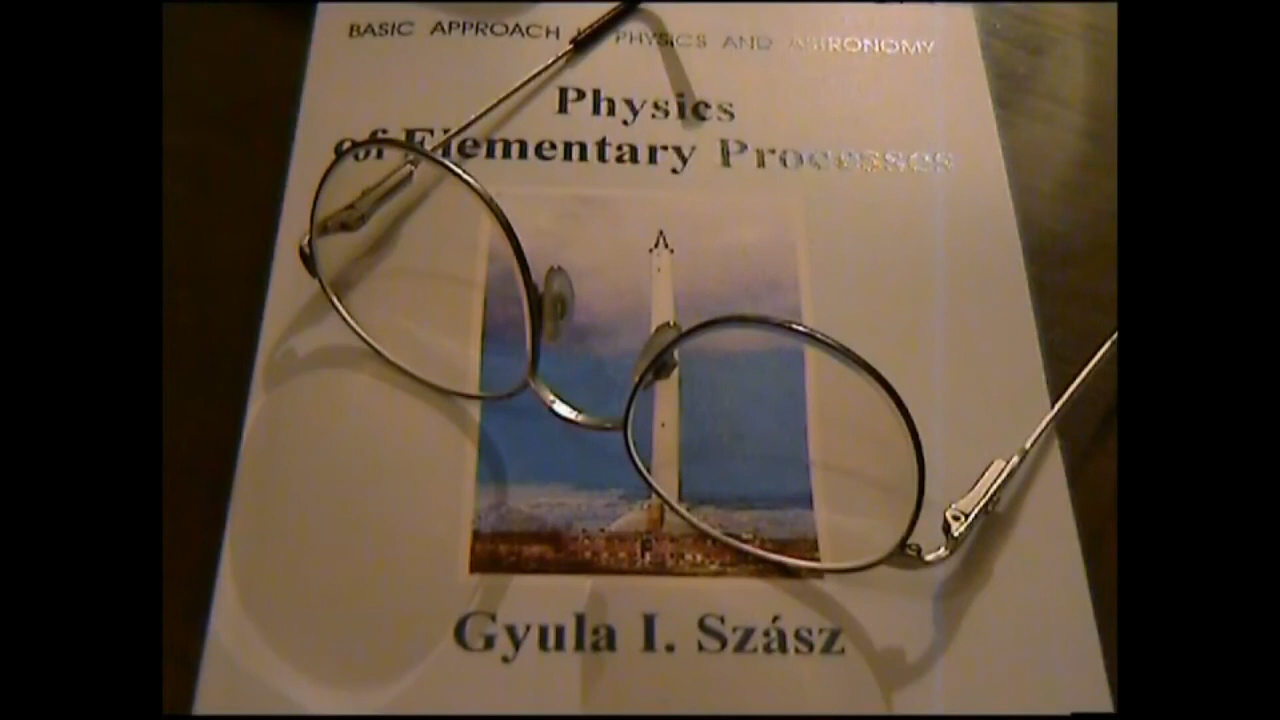 BASIC APPROACH PHYSICS AND ASTRONOMY
Physics
of Elementary Processes
Gyula I. Szász